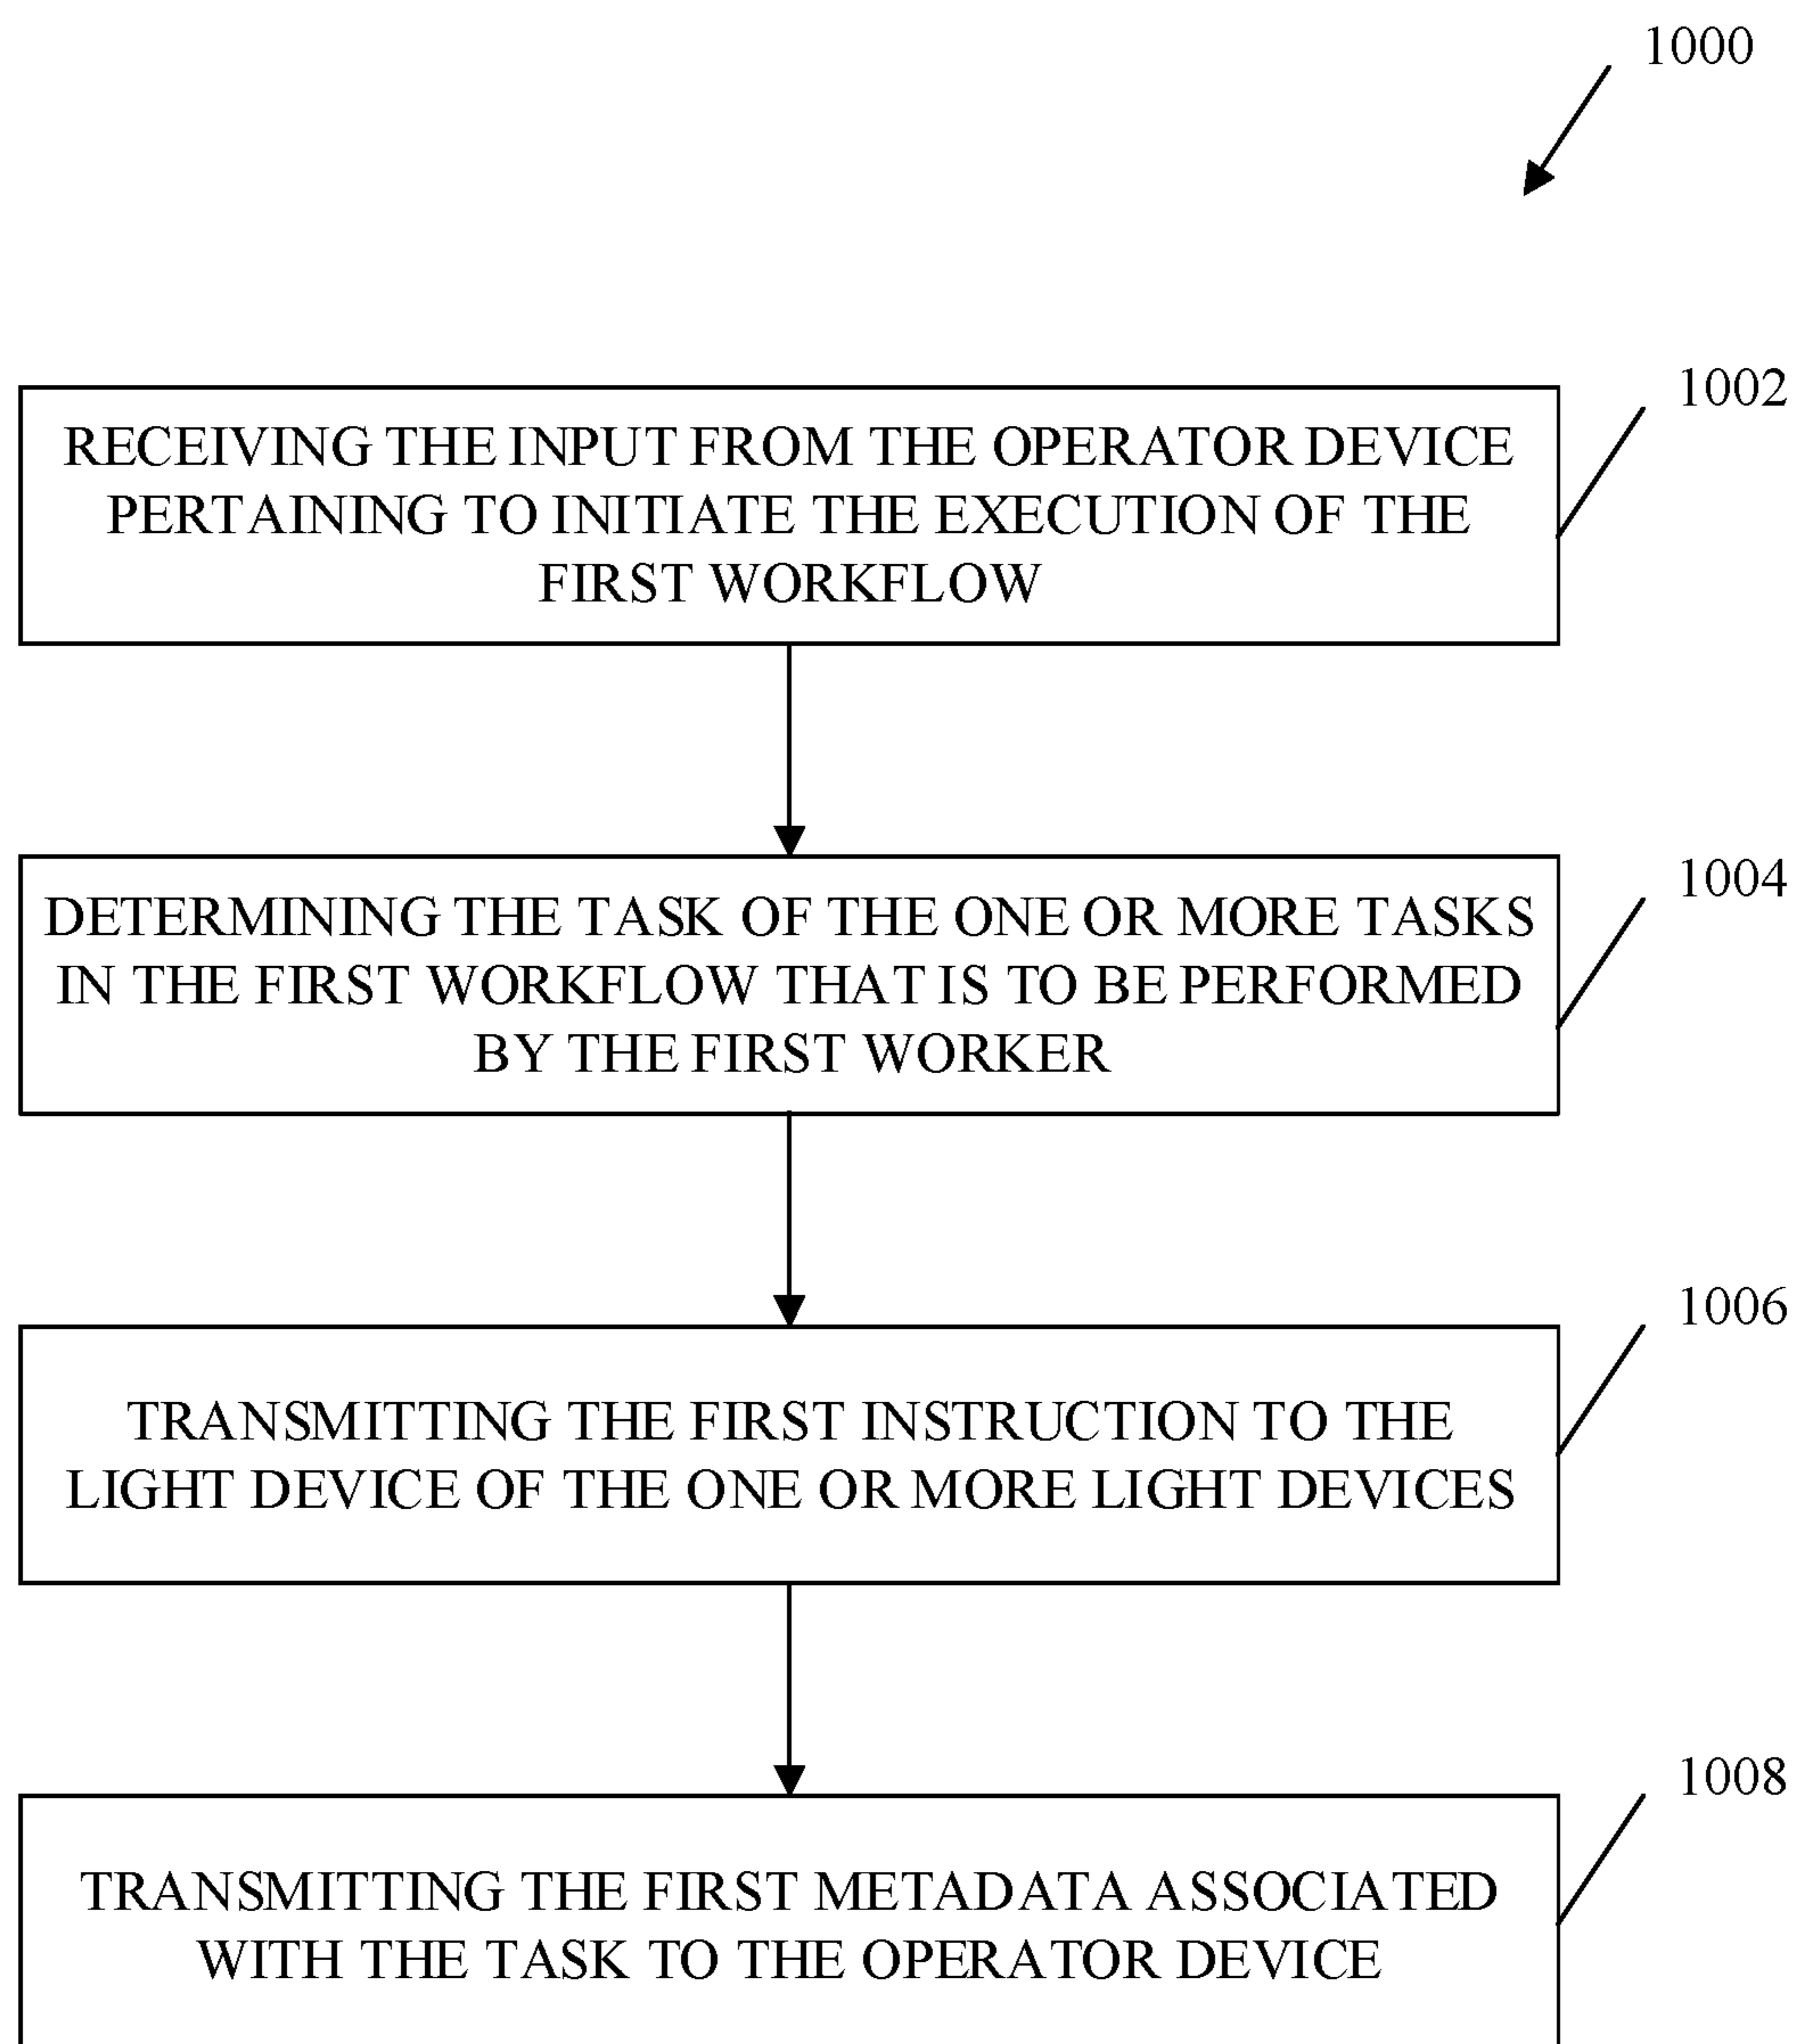 1000
1002
RECEIVING THE INPUT FROM THE OPERATOR DEVICE
PERTAINING TO INITIATE THE EXECUTION OF THE
FIRST WORKFLOW
1004
DETERMINING THE TASK OF THE ONE OR MORE TASKS
IN THE FIRST WORKFLOW THAT IS TO BE PERFORMED
BY THE FIRST WORKER
1006
TRANSMITTING THE FIRST INSTRUCTION TO THE
LIGHT DEVICE OF THE ONE OR MORE LIGHT DEVICES
1008
TRANSMITTING THE FIRST METADATA ASSOCIATED
WITH THE TASK TO THE OPERATOR DEVICE